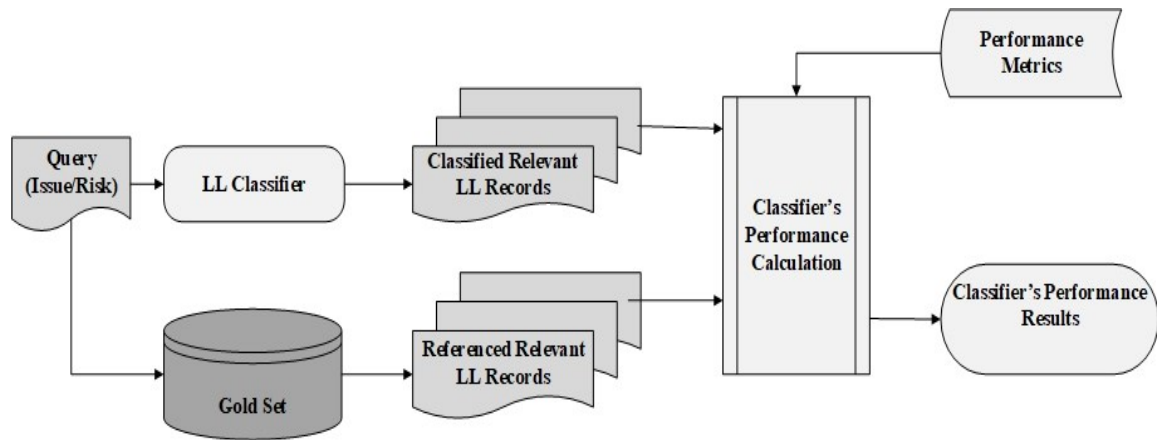 Performance
Metrics
Query
(Issue/Risk)
LL Classifier
Classified Relevant
LL Records
Classifier's
Performance
Calculation
Classifier's Performance
Results
Referenced Relevant
LL Records
Gold Set